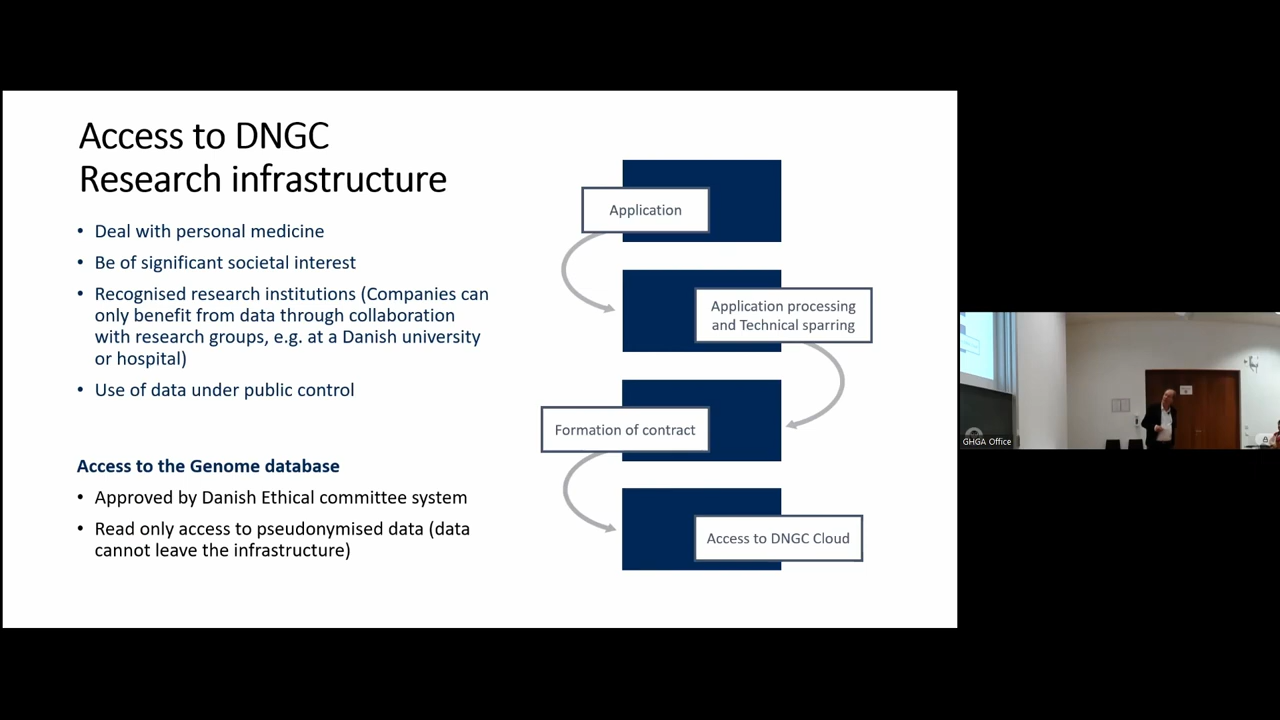 Access to DNGC
Research infrastructure
• Deal with personal medicine
• Be of significant societal interest
• Recognised research institutions (Companies can
only benefit from data through collaboration
with research groups, e.g. at a Danish university
or hospital)
• Use of data under public control
Access to the Genome database
• Approved by Danish Ethical committee system
• Read only access to pseudonymised data (data
cannot leave the infrastructure)
Application
Application processing
and Technical sparring
Formation of contract
Access to DNGC Cloud
GHGA Office